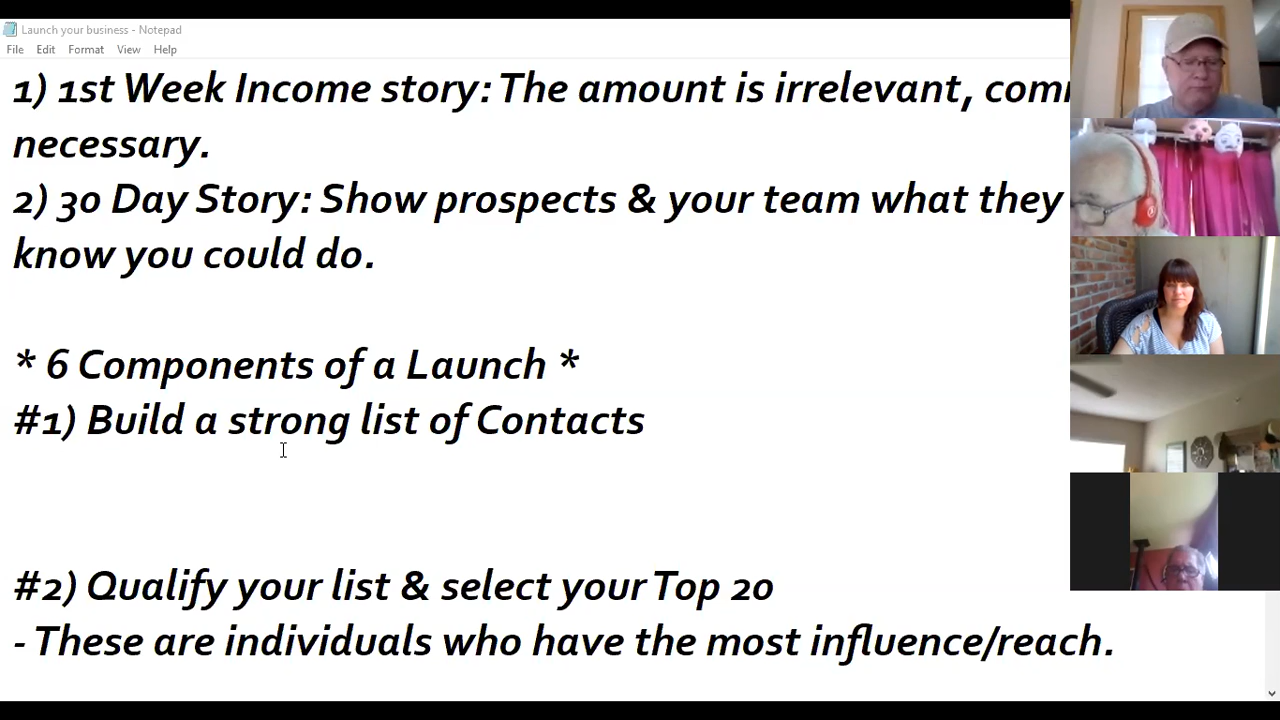 Launch your business - Notepad
File Edit Format View Help
1) 1st Week Income story: The amount is irrelevant,
necessary.
2) 30 Day Story: Show prospects & your team what they
know you could do.
* 6 Components of a Launch *
#1) Build a strong list of Contacts
#2) Qualify your list & select your Top 20
- These are individuals who have the most influence/reach.